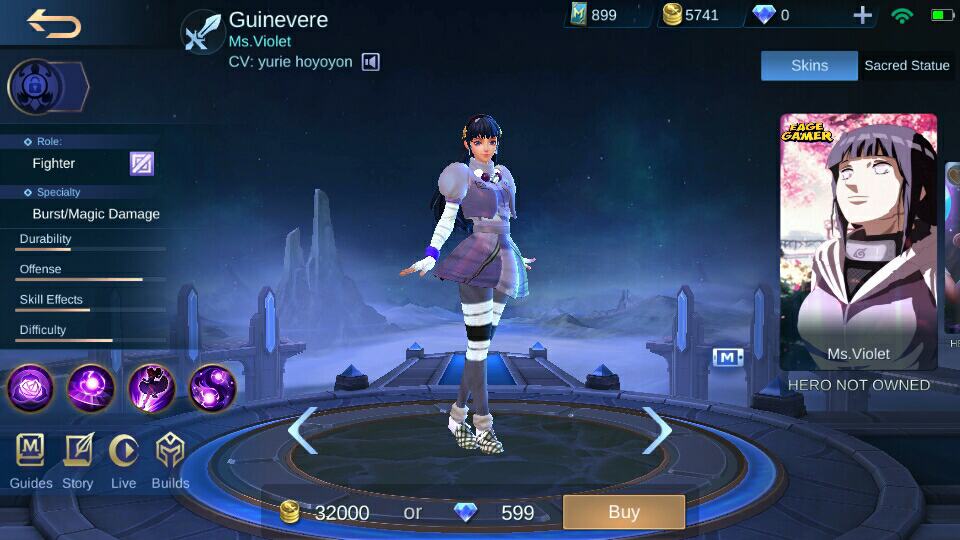 Guinevere
Ms.Violet
CV: yurie hoyoyon
899
5741
0
Skins
Sacred Statue
Role:
Fighter
Specialty
Burst/Magic Damage
Durability
Offense
Skill Effects
Difficulty
EAGE
GAMER
Ms.Violet
HERO NOT OWNED
M
Guides
Story
Live
Builds
32000
or
599
Buy